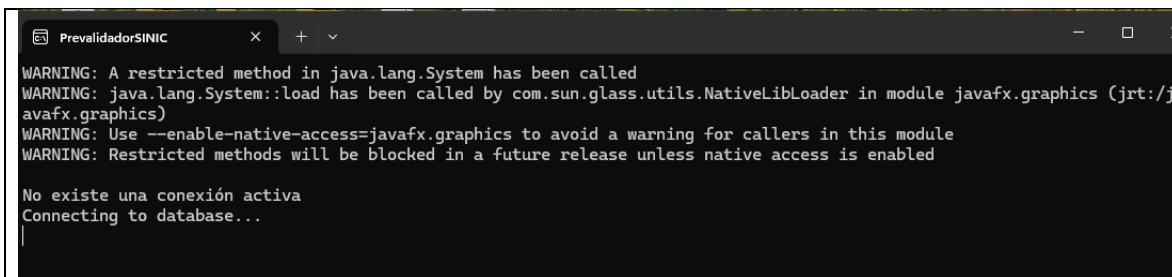 PrevalidadorSINIC
WARNING: A restricted method in java.lang.System has been called
WARNING: java.lang.System::load has been called by com.sun.glass.utils.NativeLibLoader in module javafx.graphics (jrt:/j
avafx.graphics)
WARNING: Use --enable-native-access=javafx.graphics to avoid a warning for callers in this module
WARNING: Restricted methods will be blocked in a future release unless native access is enabled
No existe una conexión activa
Connecting to database...